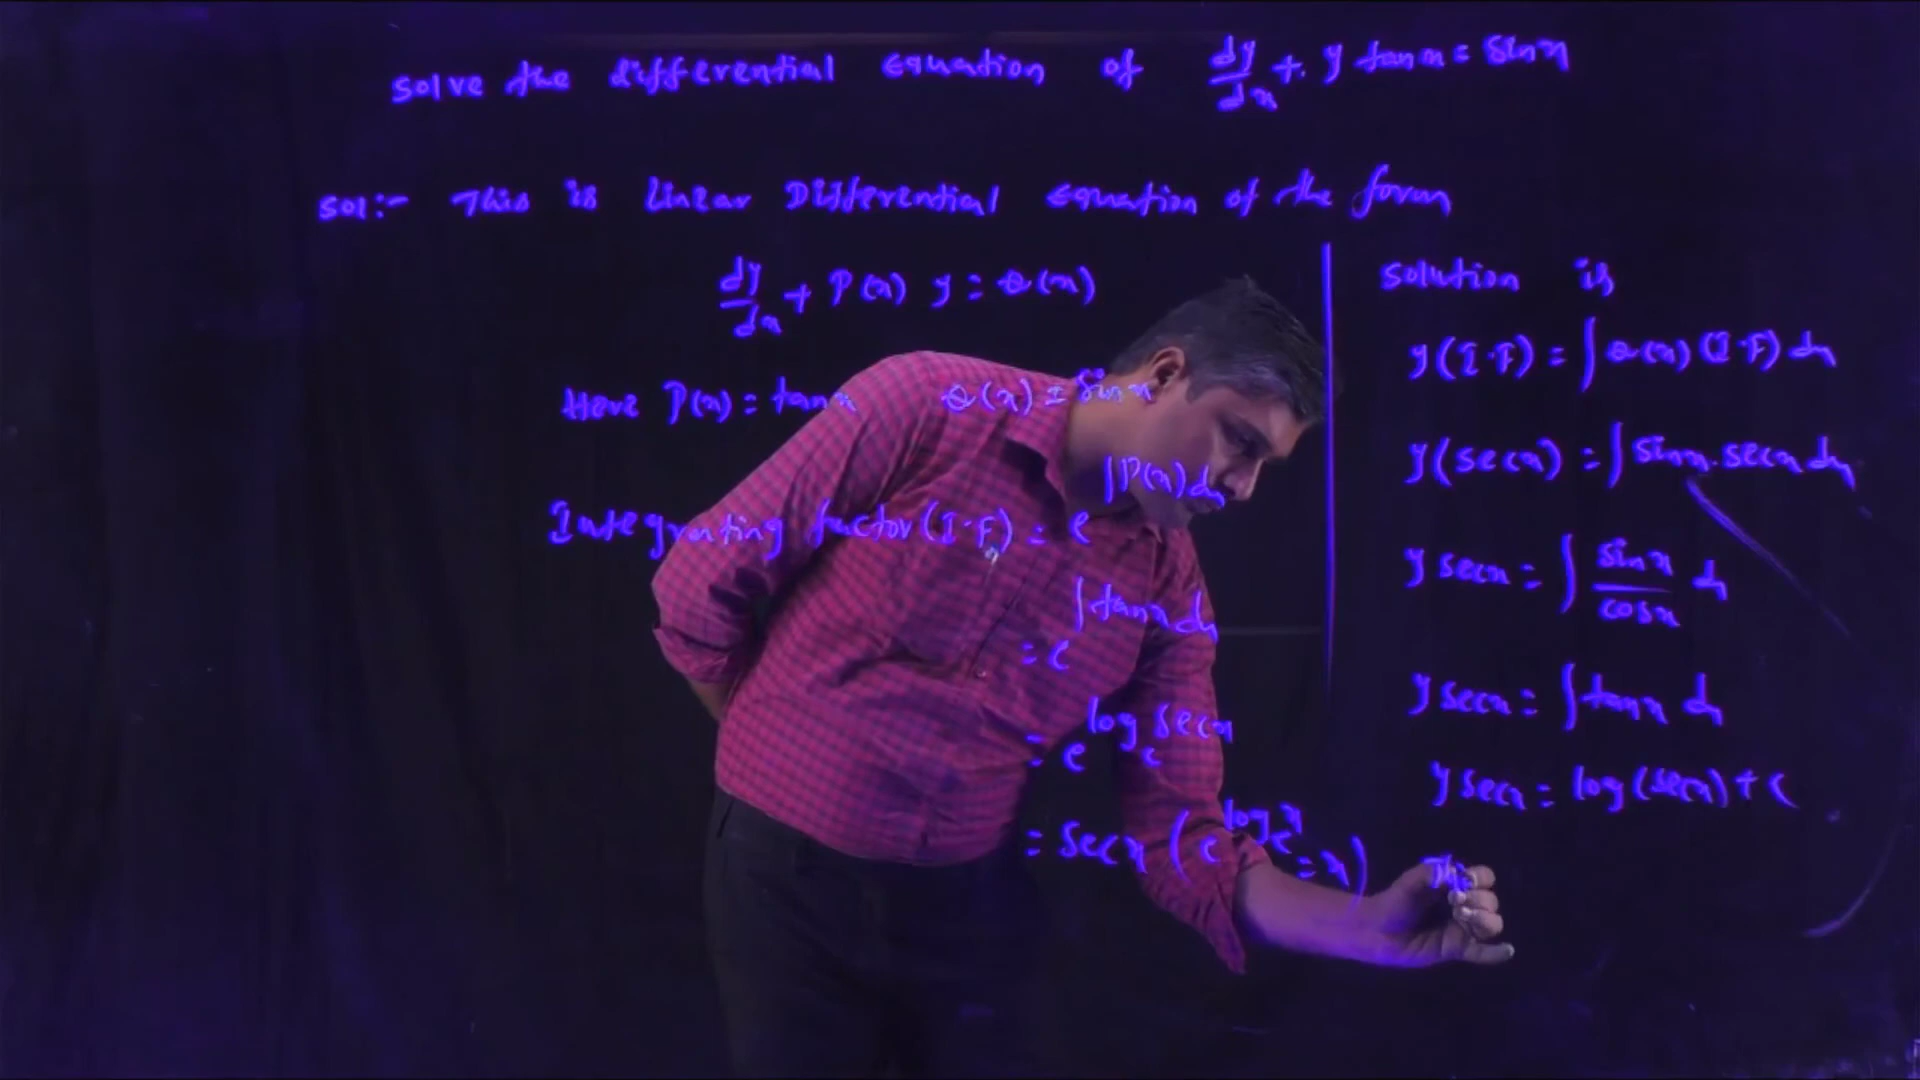 solve the differential equation of dy/dx + y tanx = sinx
Sol:- This is Linear Differential equation of the form
dy/dx + P(x) y = Q(x)
Here P(x) = tanx Q(x) = sinx
Integrating factor (I.F) = e^∫P(x)dx
= e^∫tanx dx
= e^log_e secx
= Secx (e^log_e x = x)
Solution is
y(I.F) = ∫Q(x) (I.F) dx
y(secx) = ∫sinx.secx dx
y secx = ∫ sinx/cosx dx
y secx = ∫tanx dx
y secx = log(secx) + c